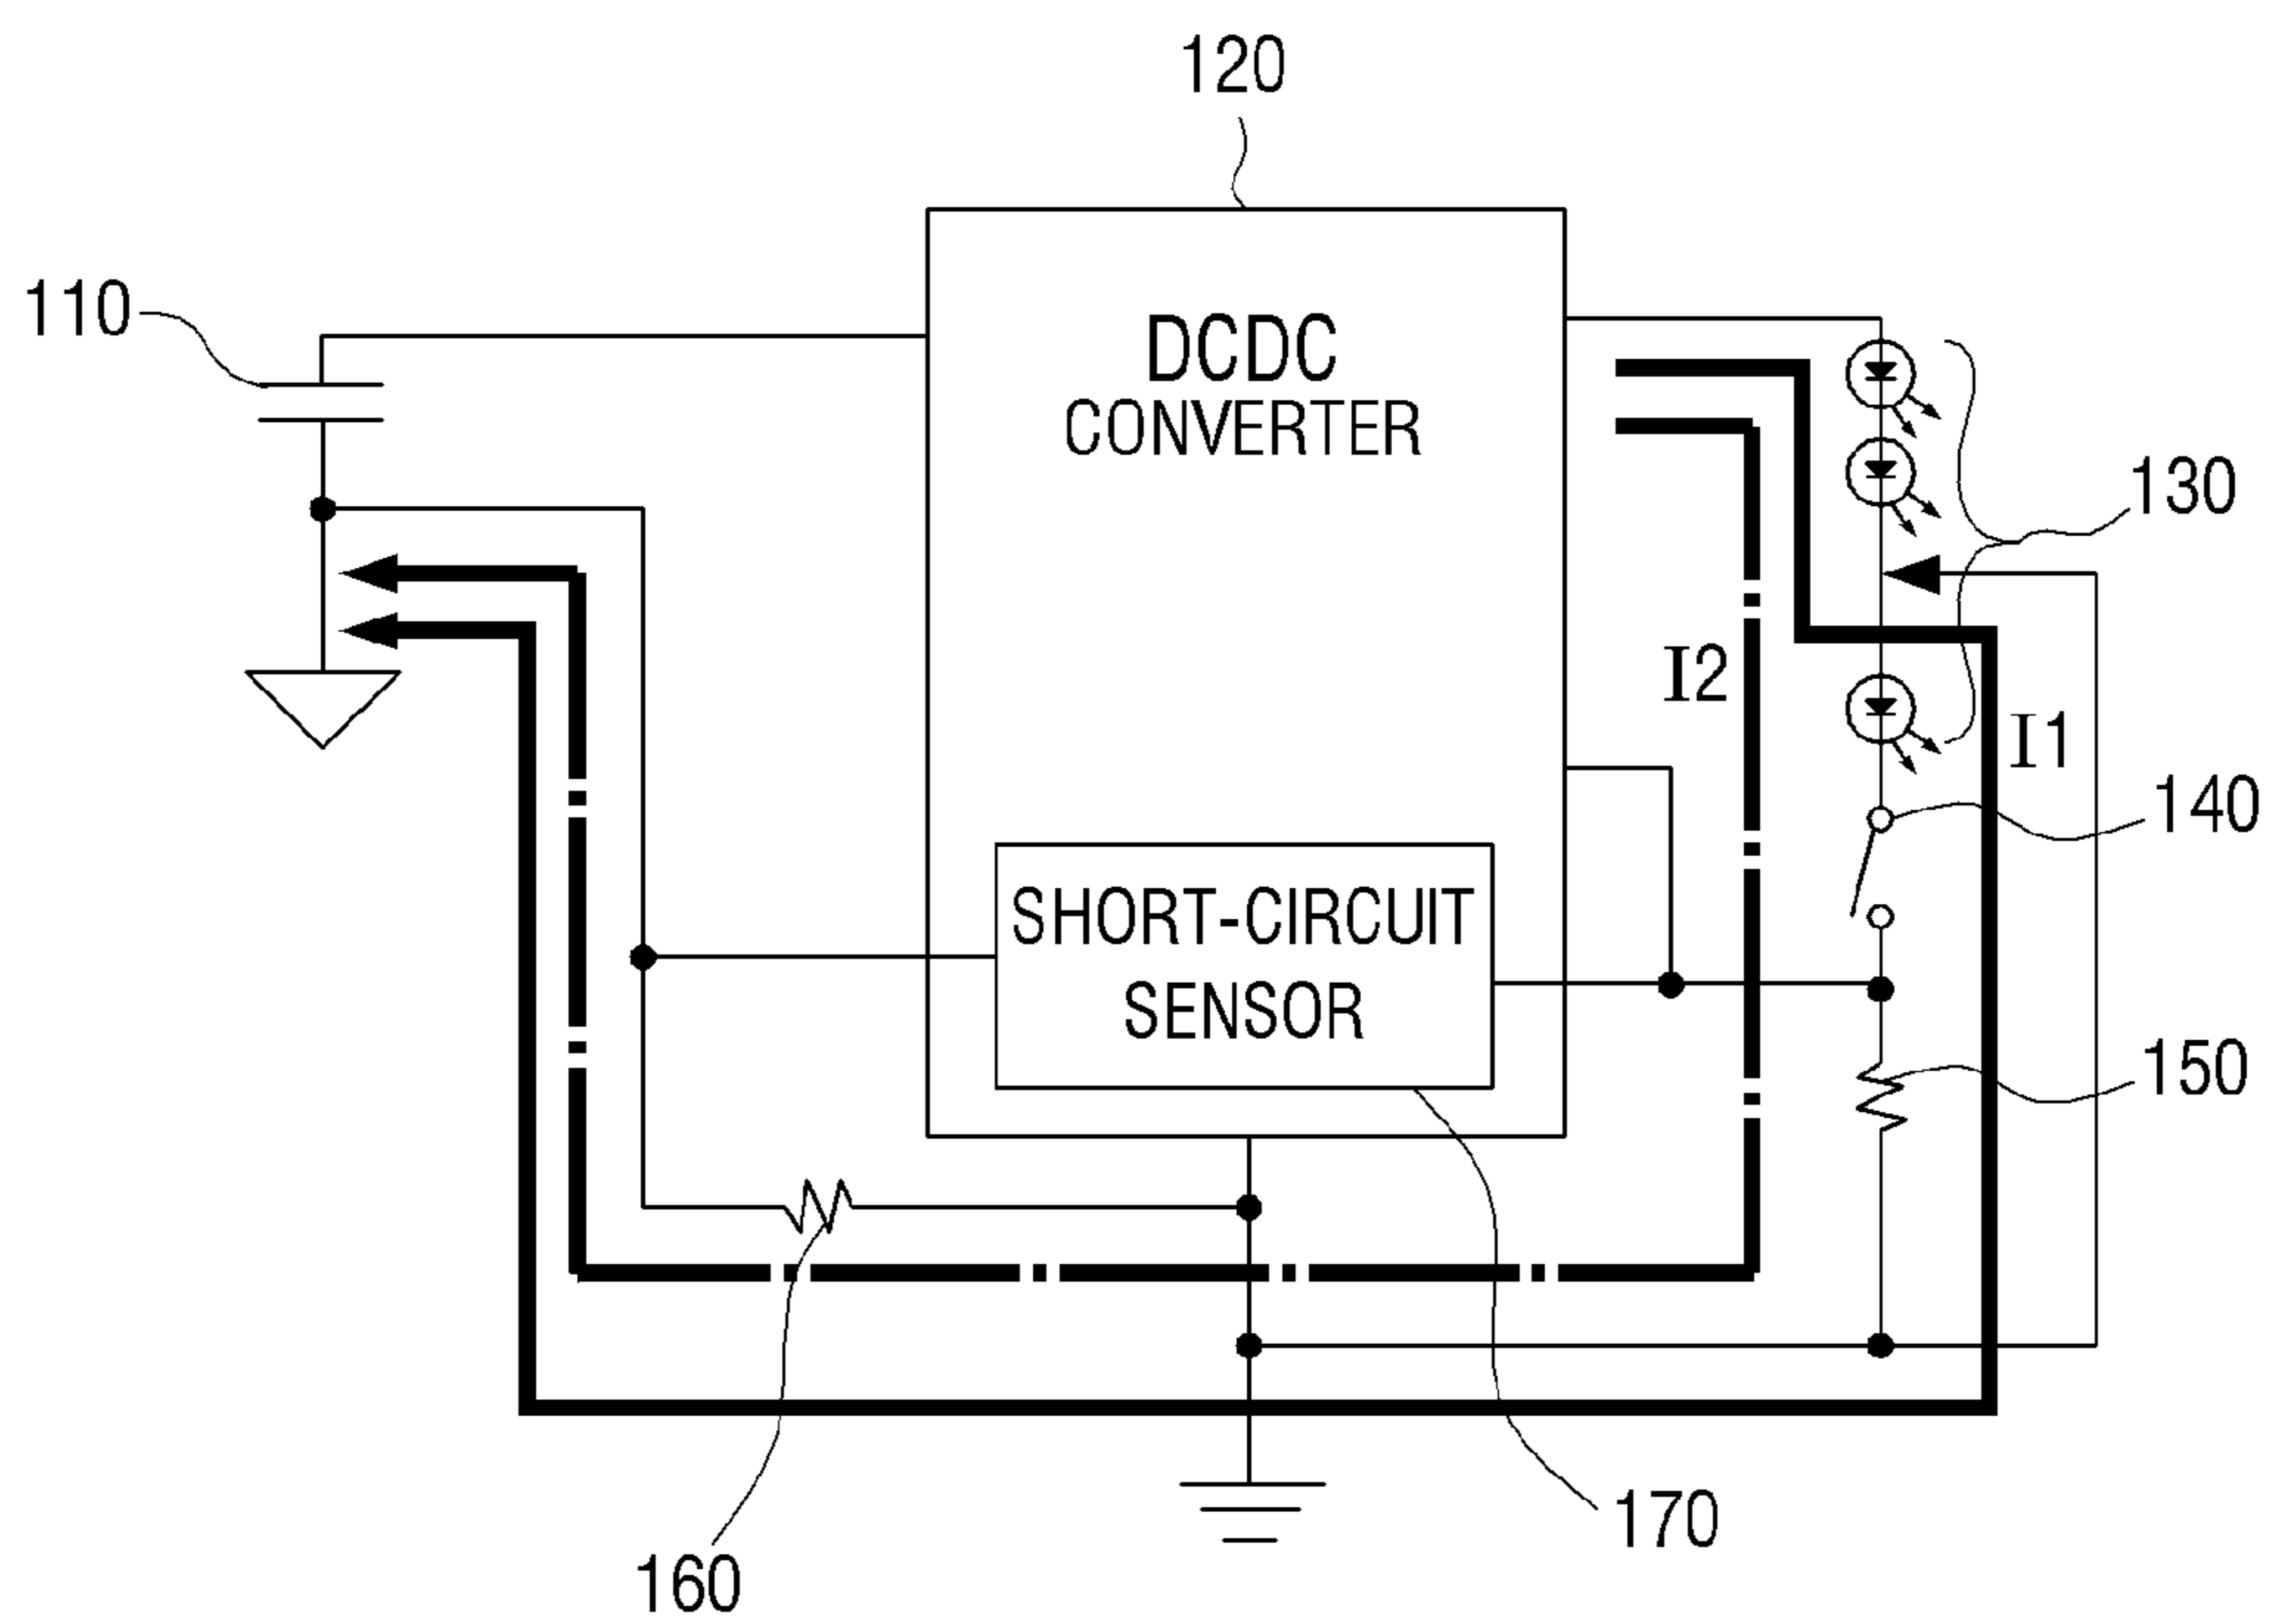 120
110
DCDC
CONVERTER
130
I2
I1
140
SHORT-CIRCUIT
SENSOR
150
170
160